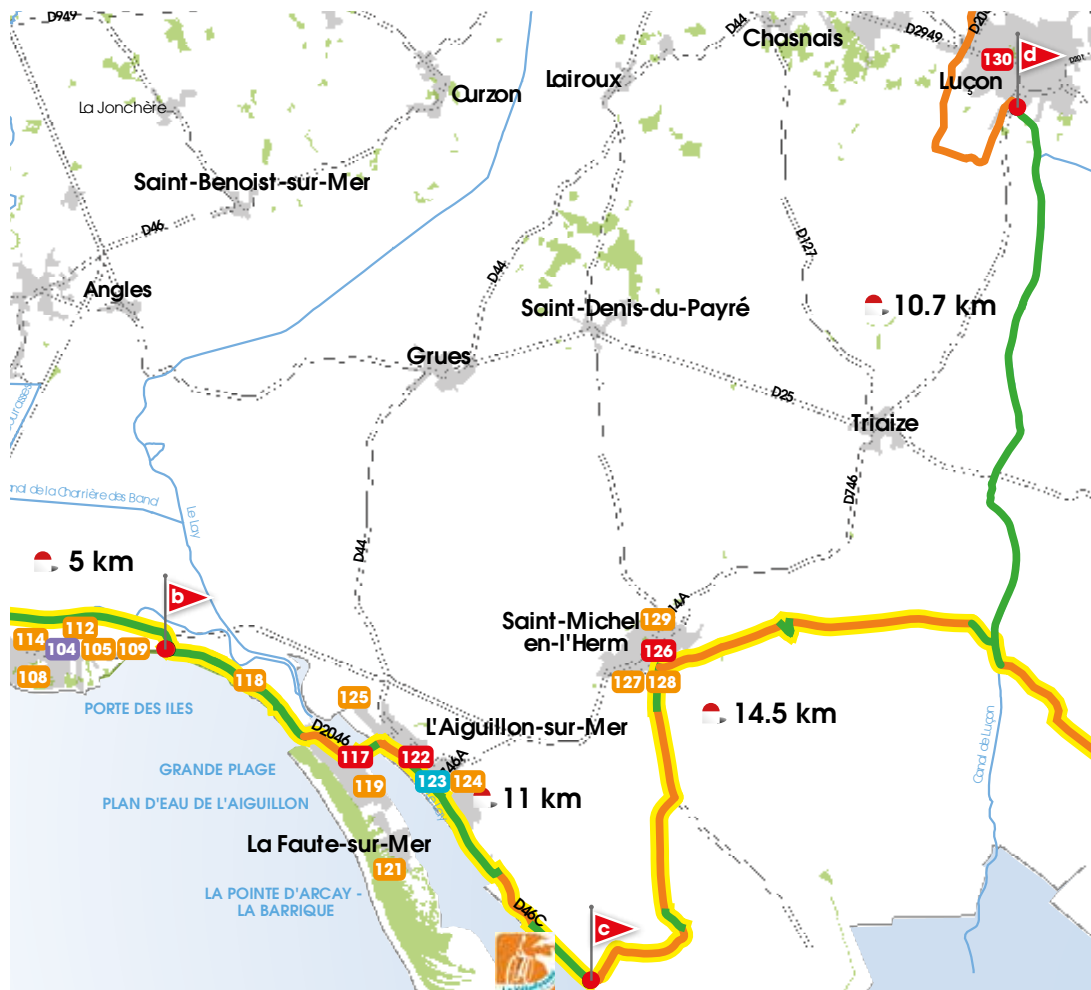 D949
D44
Chasnais
D2949
130
d
Luçon
D201
Lairoux
Curzon
La Jonchère
Saint-Benoist-sur-Mer
D46
D44
D127
Angles
Saint-Denis-du-Payré
10.7 km
Grues
D25
Triaize
D746
Canal de la Charrière des Band
Le Lay
D44
5 km
b
114
112
104
105
109
108
118
PORTE DES ILES
Saint-Michel
en-l'Herm
14A
129
126
127
128
125
L'Aiguillon-sur-Mer
14.5 km
Canal de Luçon
D2046
117
122
46A
GRANDE PLAGE
119
123
124
11 km
PLAN D'EAU DE L'AIGUILLON
La Faute-sur-Mer
121
LA POINTE D'ARCAY -
LA BARRIQUE
D46C
c